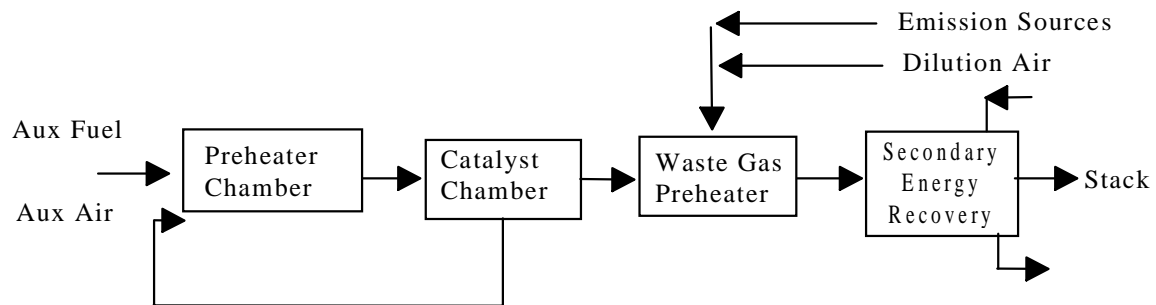 Emission Sources
Dilution Air
Aux Fuel
Aux Air
Preheater
Chamber
Catalyst
Chamber
Waste Gas
Preheater
Secondary
Energy
Recovery
Stack